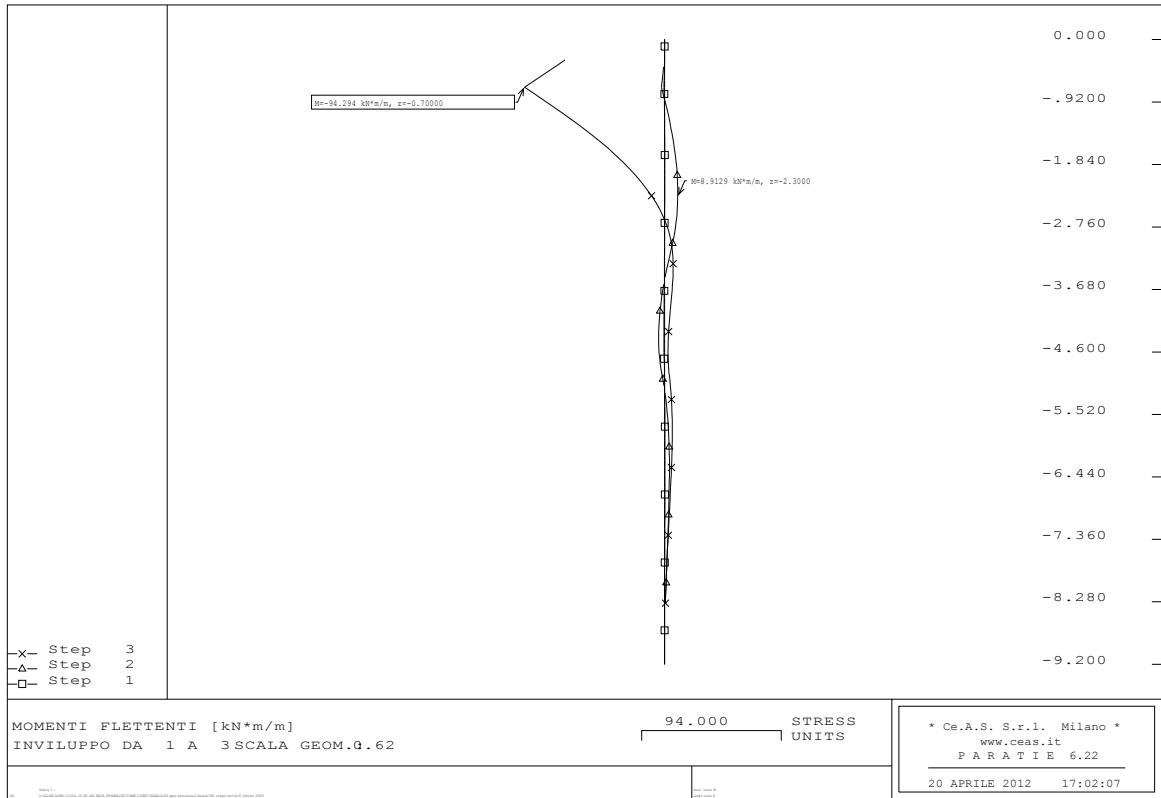 0.000
M=-94.294 kN*m/m, z=-0.70000
-.9200
-1.840
M=8.9129 kN*m/m, z=-2.3000
-2.760
-3.680
-4.600
-5.520
-6.440
-7.360
-8.280
-9.200
Step 3
Step 2
Step 1
MOMENTI FLETTENTI [kN*m/m]
INVILUPPO DA 1 A 3 SCALA GEOM. 0.62
94.000 STRESS
UNITS
* Ce.A.S. S.r.l. Milano *
www.ceas.it
P A R A T I E 6.22
20 APRILE 2012 17:02:07